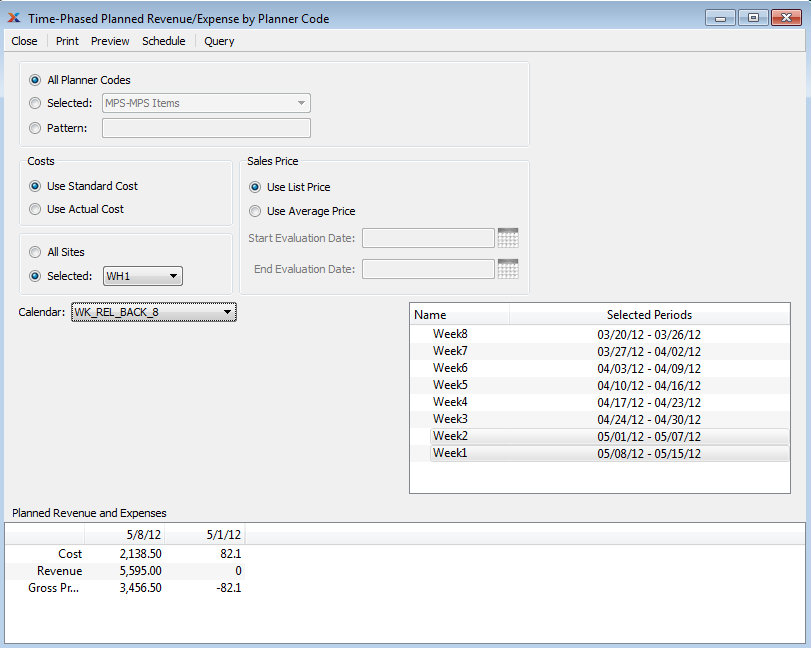 Time-Phased Planned Revenue/Expense by Planner Code
Close Print Preview Schedule Query
All Planner Codes
Selected: MPS-MPS Items
Pattern:
Costs
Use Standard Cost
Use Actual Cost
Sales Price
Use List Price
Use Average Price
Start Evaluation Date:
End Evaluation Date:
All Sites
Selected: WH1
Calendar: WK_REL_BACK_8
Name Selected Periods
Week8 03/20/12 - 03/26/12
Week7 03/27/12 - 04/02/12
Week6 04/03/12 - 04/09/12
Week5 04/10/12 - 04/16/12
Week4 04/17/12 - 04/23/12
Week3 04/24/12 - 04/30/12
Week2 05/01/12 - 05/07/12
Week1 05/08/12 - 05/15/12
Planned Revenue and Expenses
5/8/12 5/1/12
Cost 2,138.50 82.1
Revenue 5,595.00 0
Gross Pr... 3,456.50 -82.1